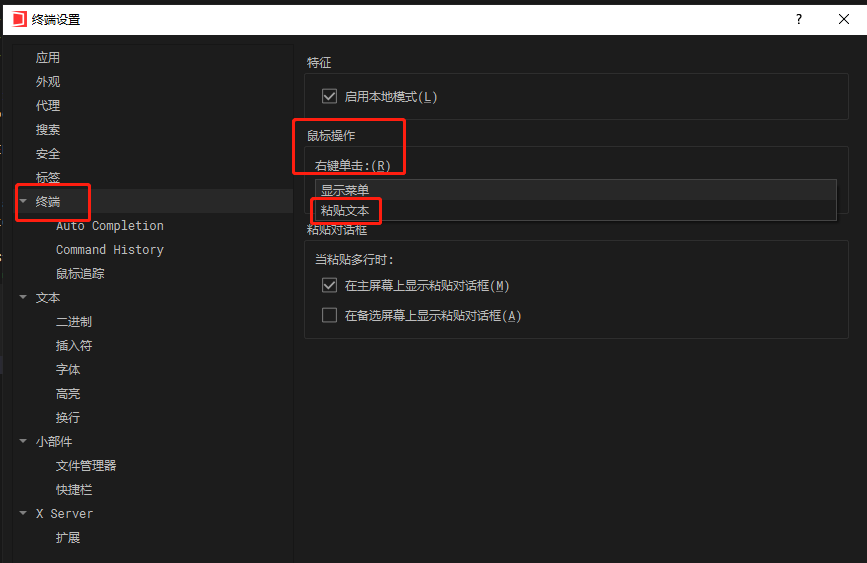 终端设置
?
应用
外观
代理
搜索
安全
标签
终端
Auto Completion
Command History
鼠标追踪
文本
二进制
插入符
字体
高亮
换行
小部件
文件管理器
快捷栏
X Server
扩展
特征
启用本地模式(L)
鼠标操作
右键单击:(R)
显示菜单
粘贴文本
粘贴对话框
当粘贴多行时:
在主屏幕上显示粘贴对话框(M)
在备选屏幕上显示粘贴对话框(A)